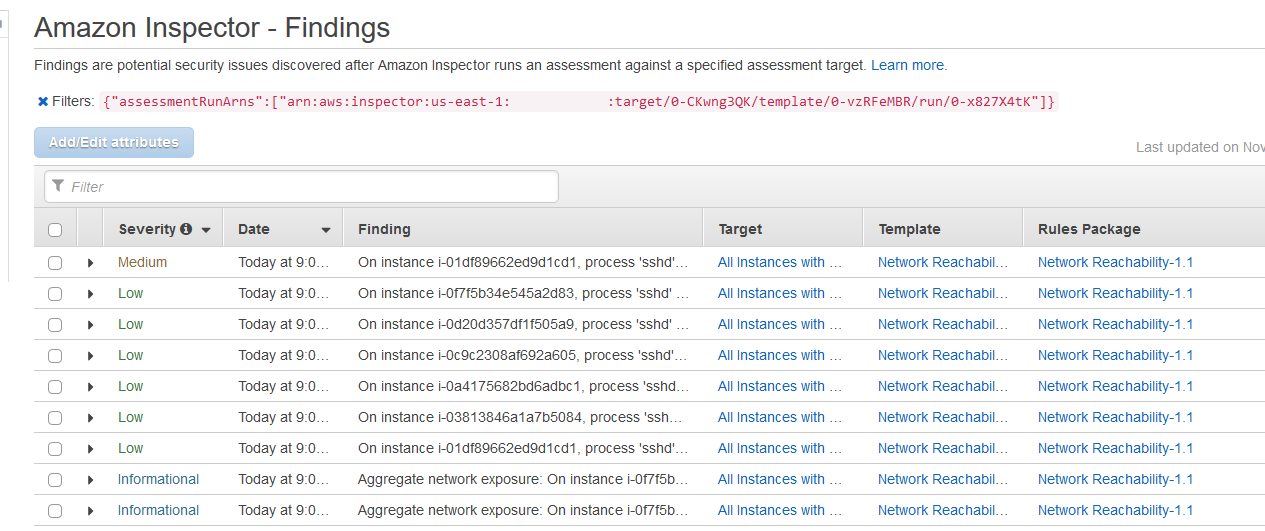 Amazon Inspector - Findings
Findings are potential security issues discovered after Amazon Inspector runs an assessment against a specified assessment target. Learn more.
Filters: {"assessmentRunArns":["arn:aws:inspector:us-east-1: :target/0-CKwng3QK/template/0-vzRFeMBR/run/0-x827X4tK"]}
Add/Edit attributes
Last updated on Nov
Filter
Severity Date Finding Target Template Rules Package
Medium Today at 9:0... On instance i-01df89662ed9d1cd1, process 'sshd'... All Instances with ... Network Reachabil... Network Reachability-1.1
Low Today at 9:0... On instance i-0f7f5b34e545a2d83, process 'sshd' ... All Instances with ... Network Reachabil... Network Reachability-1.1
Low Today at 9:0... On instance i-0d20d357df1f505a9, process 'sshd'... All Instances with ... Network Reachabil... Network Reachability-1.1
Low Today at 9:0... On instance i-0c9c2308af692a605, process 'sshd'... All Instances with ... Network Reachabil... Network Reachability-1.1
Low Today at 9:0... On instance i-0a4175682bd6adbc1, process 'sshd... All Instances with ... Network Reachabil... Network Reachability-1.1
Low Today at 9:0... On instance i-03813846a1a7b5084, process 'ssh... All Instances with ... Network Reachabil... Network Reachability-1.1
Low Today at 9:0... On instance i-01df89662ed9d1cd1, process 'sshd'... All Instances with ... Network Reachabil... Network Reachability-1.1
Informational Today at 9:0... Aggregate network exposure: On instance i-0f7f5b... All Instances with ... Network Reachabil... Network Reachability-1.1
Informational Today at 9:0... Aggregate network exposure: On instance i-0f7f5b... All Instances with ... Network Reachabil... Network Reachability-1.1